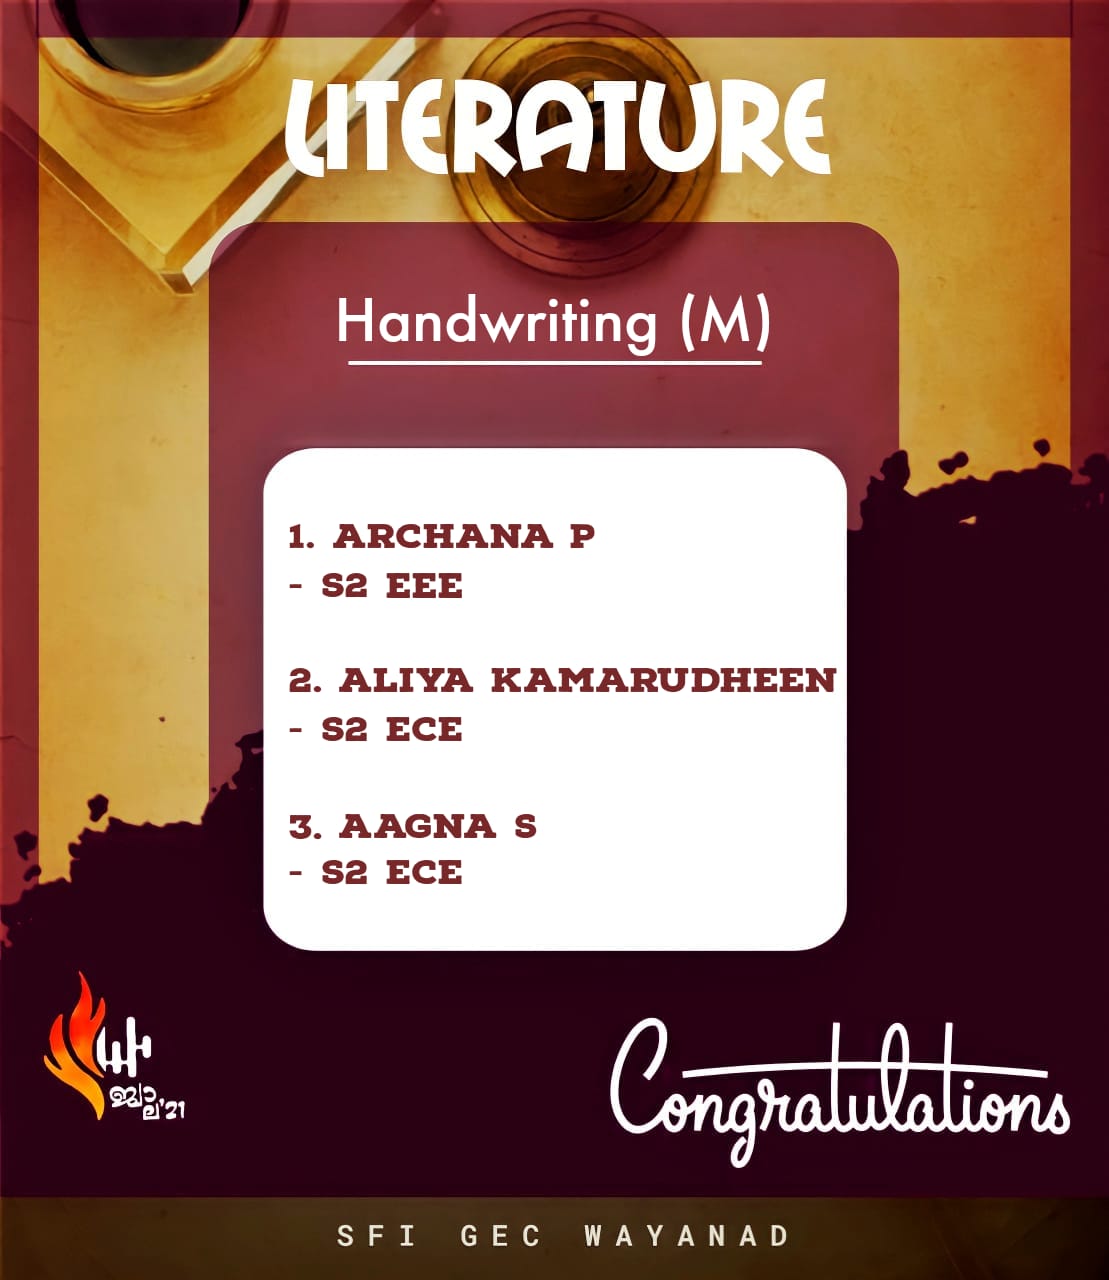 LITERATURE
Handwriting (M)
1. ARCHANA P
- S2 EEE
2. ALIYA KAMARUDHEEN
- S2 ECE
3. AAGNA S
- S2 ECE
ജ്വാ
ല'21
Congratulations
SFI GEC WAYANAD